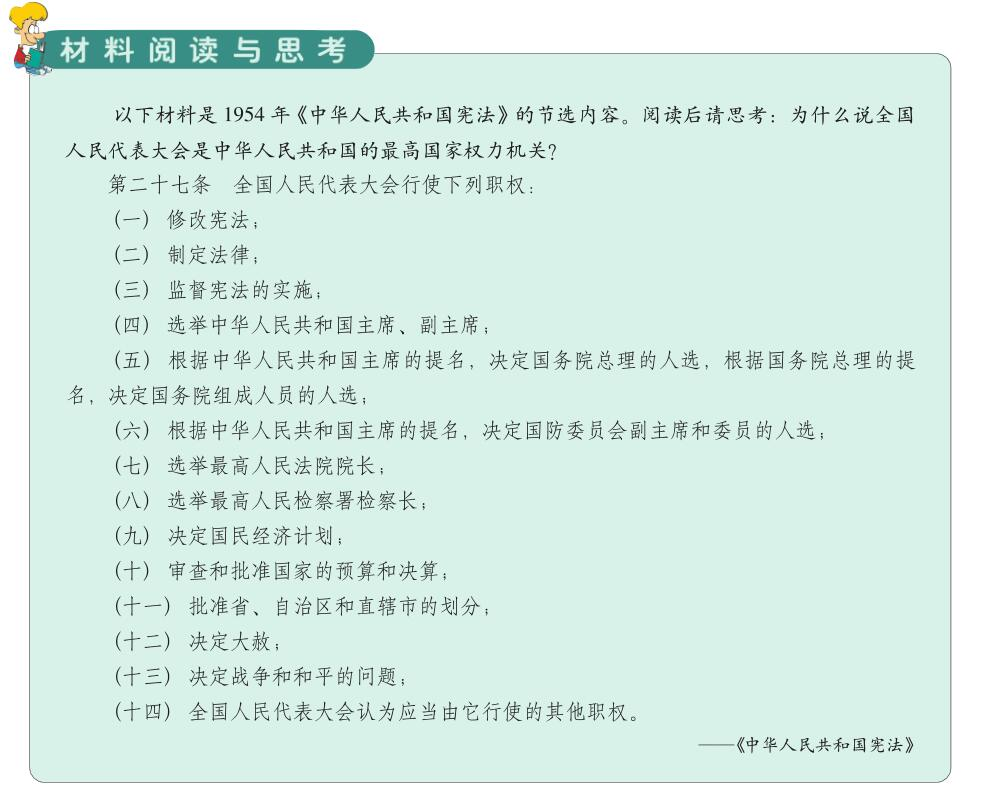 材料阅读与思考
以下材料是1954年《中华人民共和国宪法》的节选内容。阅读后请思考：为什么说全国
人民代表大会是中华人民共和国的最高国家权力机关？
第二十七条　全国人民代表大会行使下列职权：
（一） 修改宪法；
（二） 制定法律；
（三） 监督宪法的实施；
（四） 选举中华人民共和国主席、副主席；
（五） 根据中华人民共和国主席的提名，决定国务院总理的人选，根据国务院总理的提
名，决定国务院组成人员的人选；
（六） 根据中华人民共和国主席的提名，决定国防委员会副主席和委员的人选；
（七） 选举最高人民法院院长；
（八） 选举最高人民检察署检察长；
（九） 决定国民经济计划；
（十） 审查和批准国家的预算和决算；
（十一） 批准省、自治区和直辖市的划分；
（十二） 决定大赦；
（十三） 决定战争和和平的问题；
（十四） 全国人民代表大会认为应当由它行使的其他职权。
——《中华人民共和国宪法》